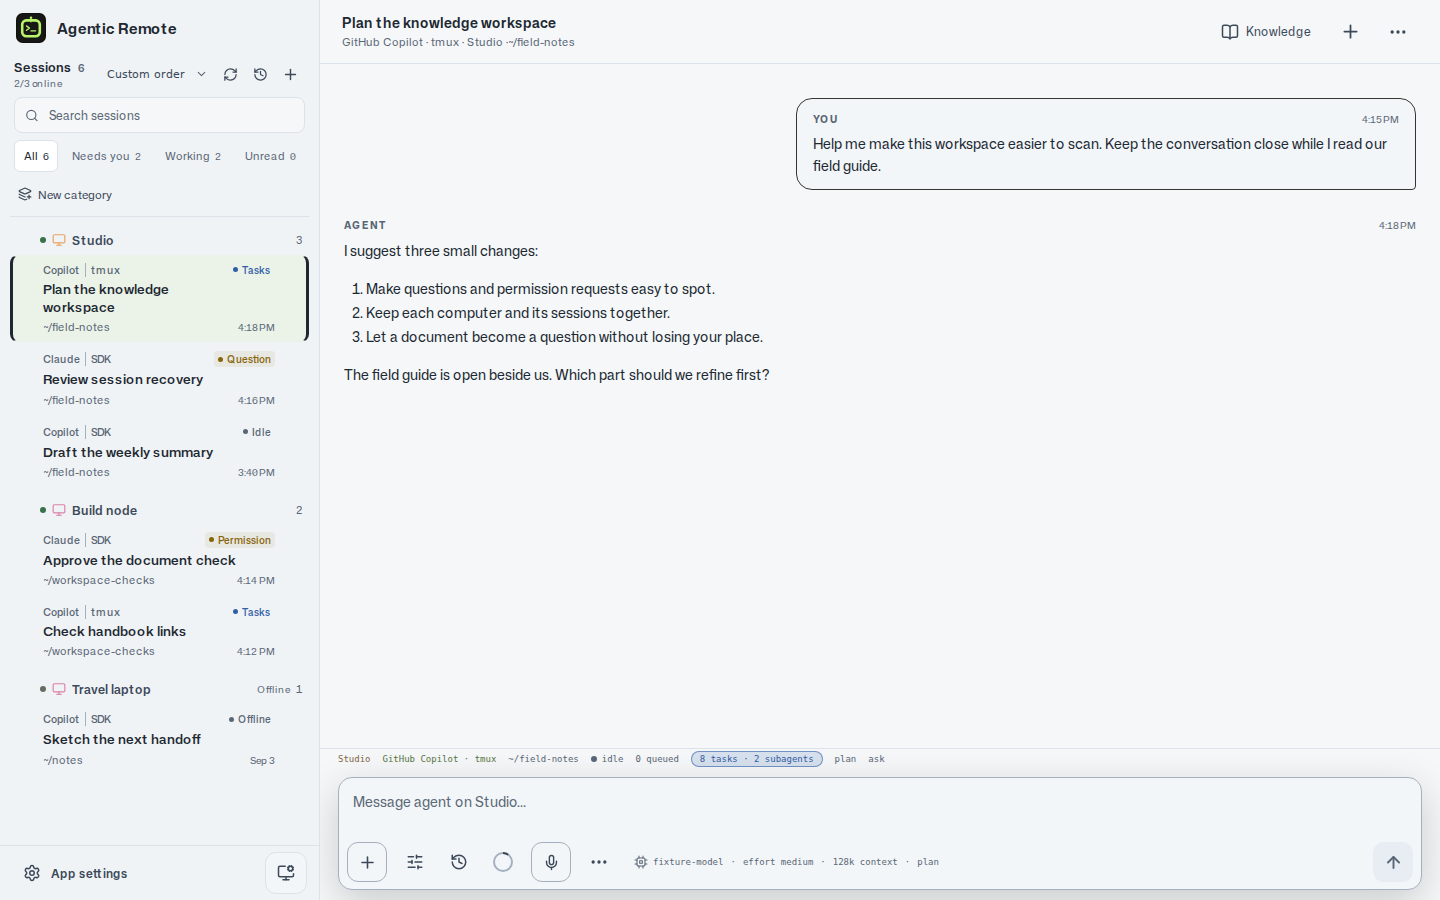 Agentic Remote
Sessions 6
2/3 online
Custom order
Search sessions
All 6
Needs you 2
Working 2
Unread 0
New category
Studio 3
Copilot | tmux
Tasks
Plan the knowledge
workspace
~/field-notes 4:18 PM
Claude | SDK
Question
Review session recovery
~/field-notes 4:16 PM
Copilot | SDK
Idle
Draft the weekly summary
~/field-notes 3:40 PM
Build node 2
Claude | SDK
Permission
Approve the document check
~/workspace-checks 4:14 PM
Copilot | tmux
Tasks
Check handbook links
~/workspace-checks 4:12 PM
Travel laptop Offline 1
Copilot | SDK
Offline
Sketch the next handoff
~/notes Sep 3
App settings
Plan the knowledge workspace
GitHub Copilot · tmux · Studio · ~/field-notes
Knowledge
YOU 4:15 PM
Help me make this workspace easier to scan. Keep the conversation close while I read our
field guide.
AGENT 4:18 PM
I suggest three small changes:
1. Make questions and permission requests easy to spot.
2. Keep each computer and its sessions together.
3. Let a document become a question without losing your place.
The field guide is open beside us. Which part should we refine first?
Studio GitHub Copilot · tmux ~/field-notes idle 0 queued 8 tasks · 2 subagents plan ask
Message agent on Studio...
fixture-model · effort medium · 128k context · plan